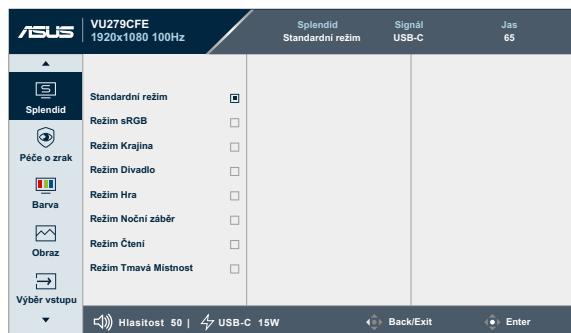 ASUS
VU279CFE
1920x1080 100Hz
Splendid
Standardní režim
Signál
USB-C
Jas
65
Splendid
Péče o zrak
Barva
Obraz
Výběr vstupu
Standardní režim
Režim sRGB
Režim Krajina
Režim Divadlo
Režim Hra
Režim Noční záběr
Režim Čtení
Režim Tmavá Místnost
Hlasitost 50 | USB-C 15W
Back/Exit
Enter